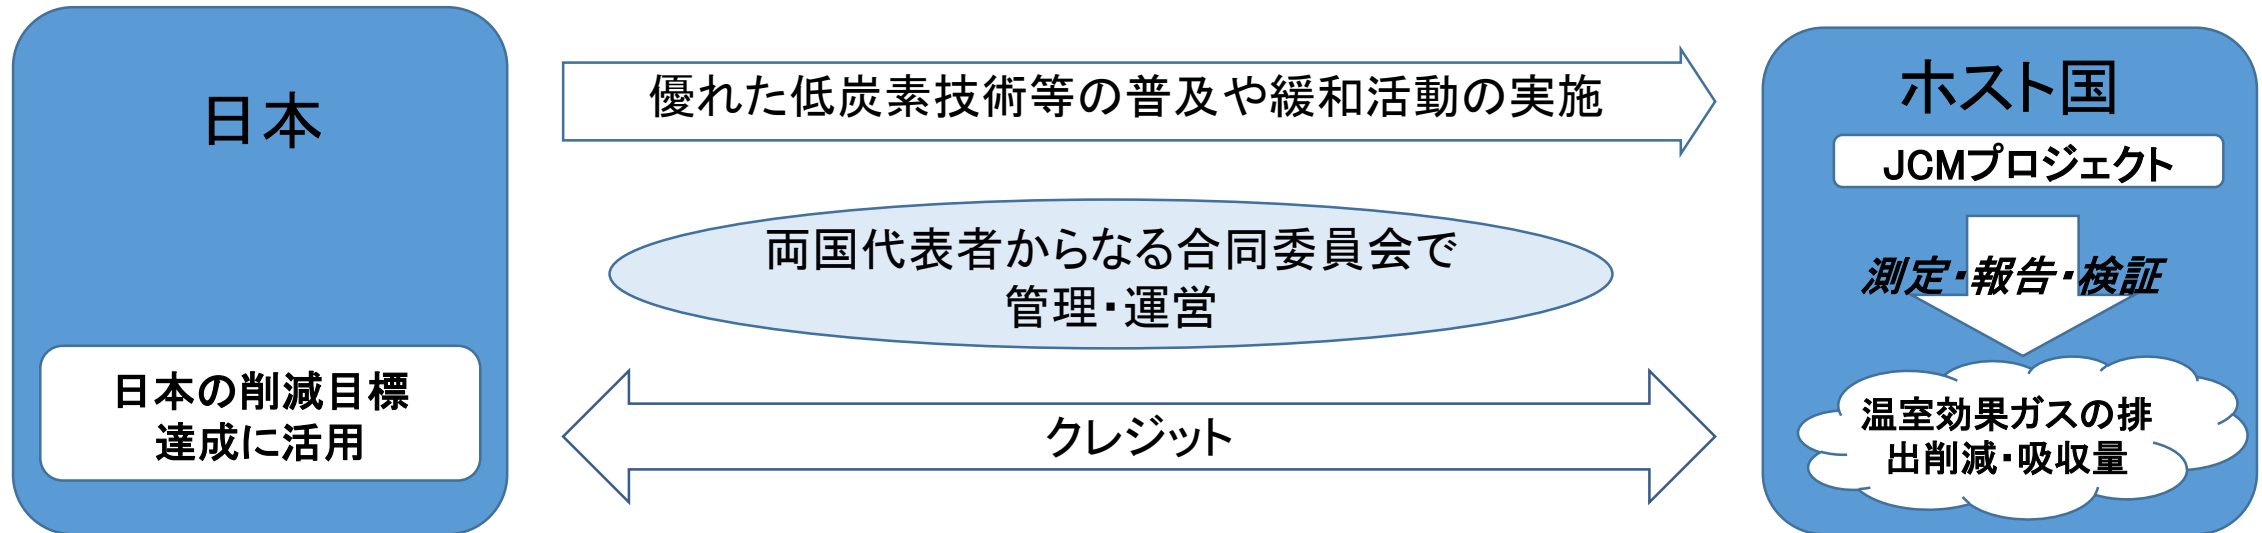 日本
日本の削減目標
達成に活用
優れた低炭素技術等の普及や緩和活動の実施
両国代表者からなる合同委員会で
管理・運営
クレジット
ホスト国
JCMプロジェクト
測定・報告・検証
温室効果ガスの排
出削減・吸収量